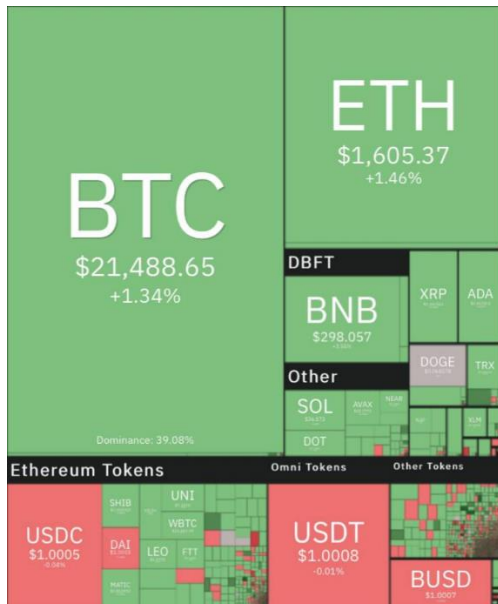 BTC
$21,488.65
+1.34%
Dominance: 39.08%
ETH
$1,605.37
+1.46%
DBFT
BNB
$298.057
XRP
ADA
DOGE
TRX
Other
SOL
AVAX
NEAR
DOT
XLM
Ethereum Tokens
USDC
$1.0005
-0.04%
SHIB
DAI
MATIC
UNI
WBTC
LEO
FTT
Omni Tokens
USDT
$1.0008
-0.01%
Other Tokens
BUSD
$1.0007